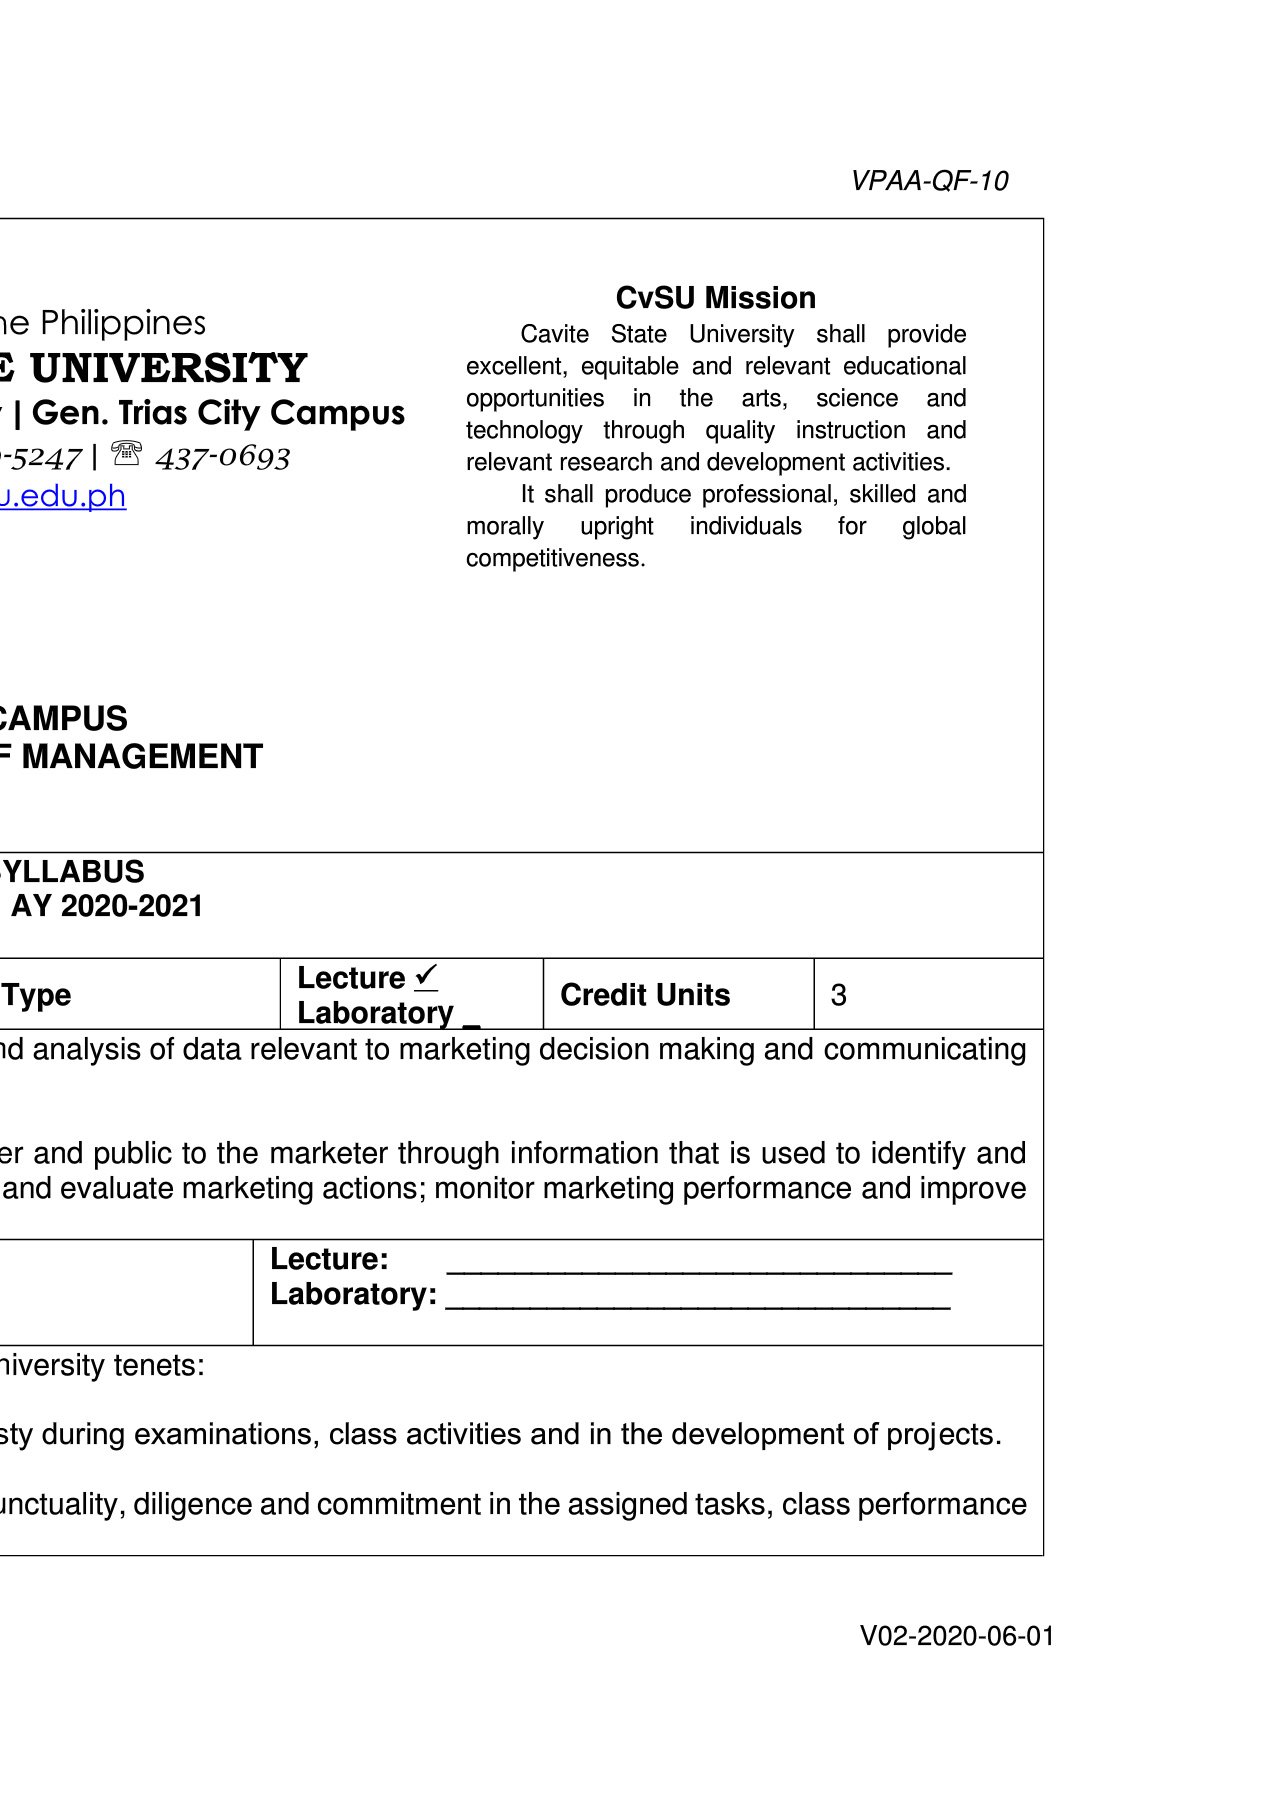 VPAA-QF-10
he Philippines
E UNIVERSITY
y | Gen. Trias City Campus
-5247 | ☏ 437-0693
u.edu.ph
CvSU Mission
Cavite State University shall provide
excellent, equitable and relevant educational
opportunities in the arts, science and
technology through quality instruction and
relevant research and development activities.
It shall produce professional, skilled and
morally upright individuals for global
competitiveness.
CAMPUS
F MANAGEMENT
SYLLABUS
AY 2020-2021
Type
Lecture ✓
Laboratory _
Credit Units
3
nd analysis of data relevant to marketing decision making and communicating
er and public to the marketer through information that is used to identify and
and evaluate marketing actions; monitor marketing performance and improve
Lecture: ______________________________
Laboratory: ______________________________
niversity tenets:
sty during examinations, class activities and in the development of projects.
unctuality, diligence and commitment in the assigned tasks, class performance
V02-2020-06-01